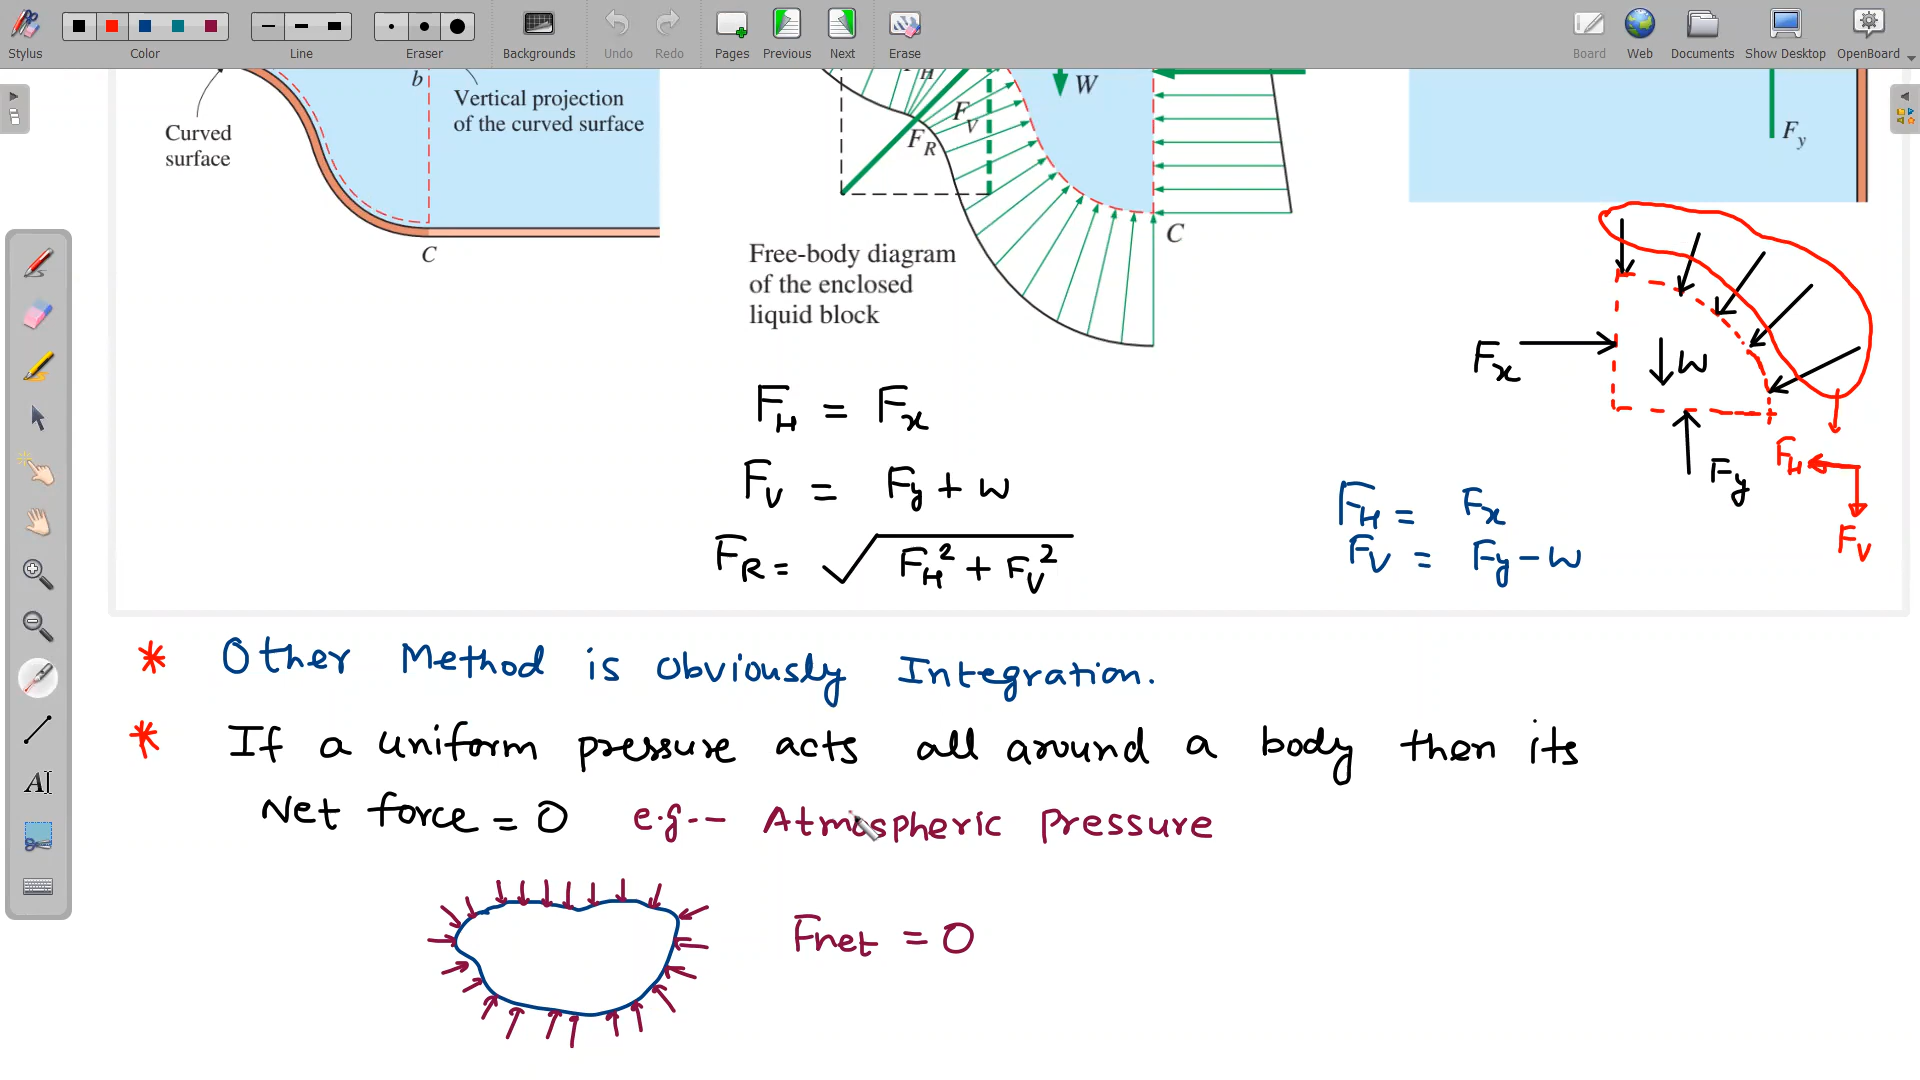 Stylus
Color
Line
Eraser
Backgrounds
Undo
Redo
Pages
Previous
Next
Erase
Board
Web
Documents
Show Desktop
OpenBoard
b
Vertical projection
of the curved surface
Curved
surface
C
F_H
F_V
F_R
W
C
Free-body diagram
of the enclosed
liquid block
F_y
F_x
W
F_y
F_H
F_V
F_H = F_x
F_V = F_y + W
F_R = √(F_H² + F_V²)
F_H = F_x
F_V = F_y - W
* Other Method is Obviously Integration.
* If a uniform pressure acts all around a body then its
Net force = 0 e.g.-- Atmospheric Pressure
Fnet = 0
AI